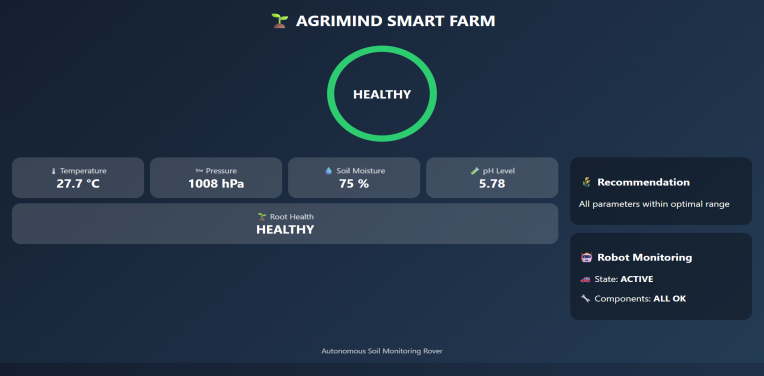 AGRIMIND SMART FARM
HEALTHY
Temperature
27.7 °C
Pressure
1008 hPa
Soil Moisture
75 %
pH Level
5.78
Root Health
HEALTHY
Recommendation
All parameters within optimal range
Robot Monitoring
State: ACTIVE
Components: ALL OK
Autonomous Soil Monitoring Rover